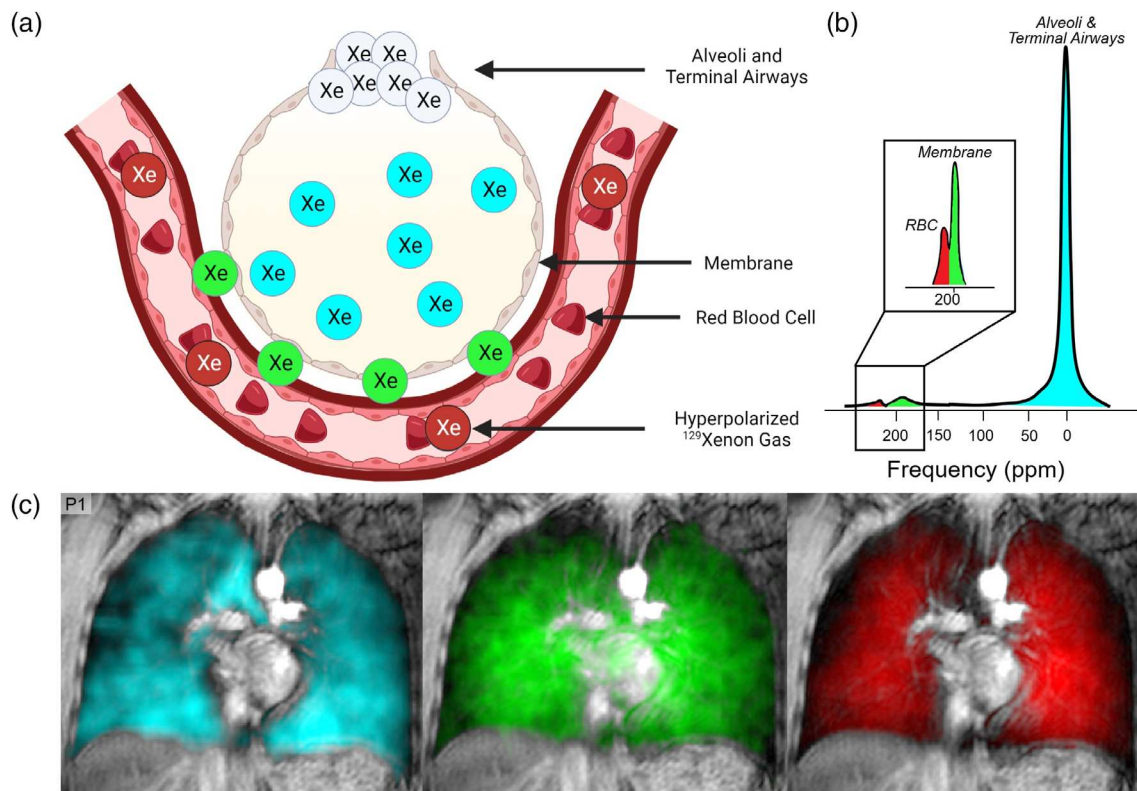 (a)
Xe Xe
Xe Xe Xe Xe
Alveoli and
Terminal Airways
Xe Xe
Xe Xe Xe
Xe
Xe Xe
Xe Xe
Xe Xe Xe
Xe
Xe
Membrane
Red Blood Cell
Hyperpolarized
¹²⁹Xenon Gas
(b)
Alveoli &
Terminal Airways
Membrane
RBC
200
200 150 100 50 0
Frequency (ppm)
(c)
P1